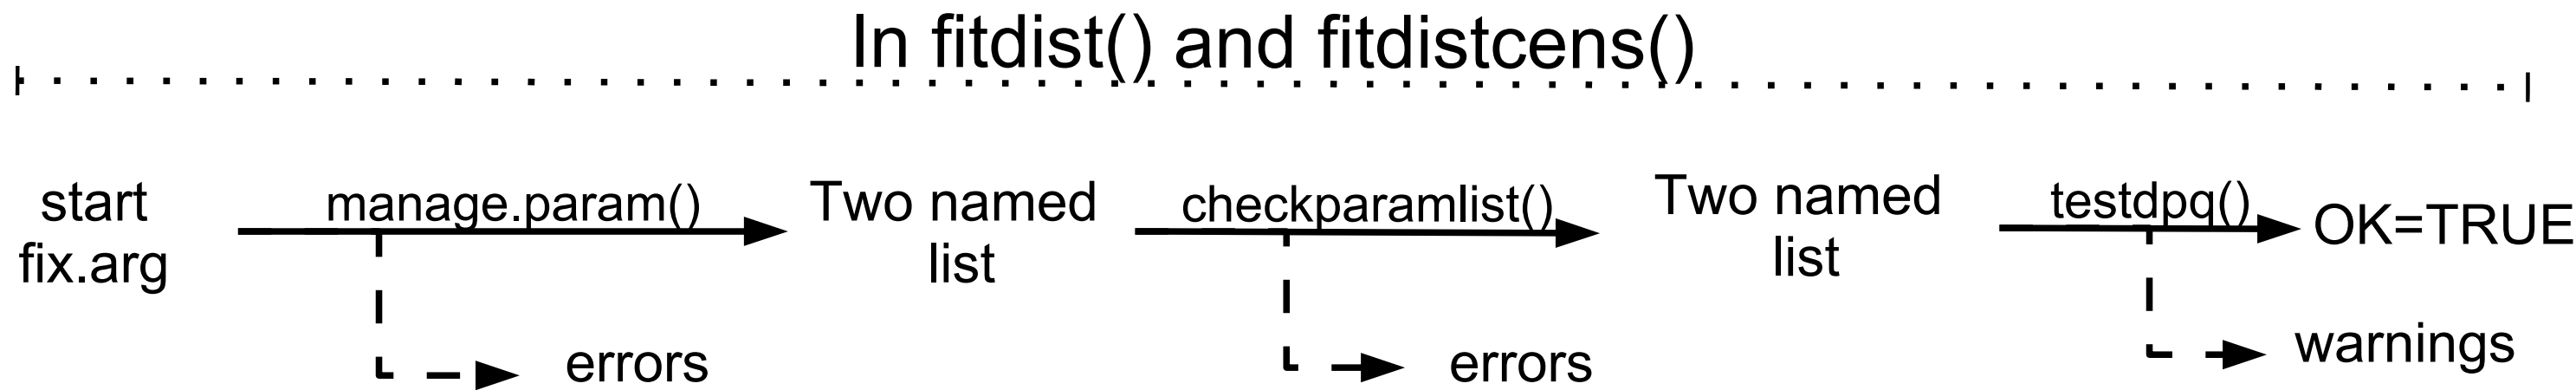 In fitdist() and fitdistcens()
start
fix.arg
manage.param()
errors
Two named
list
checkparamlist()
errors
Two named
list
testdpq()
OK=TRUE
warnings